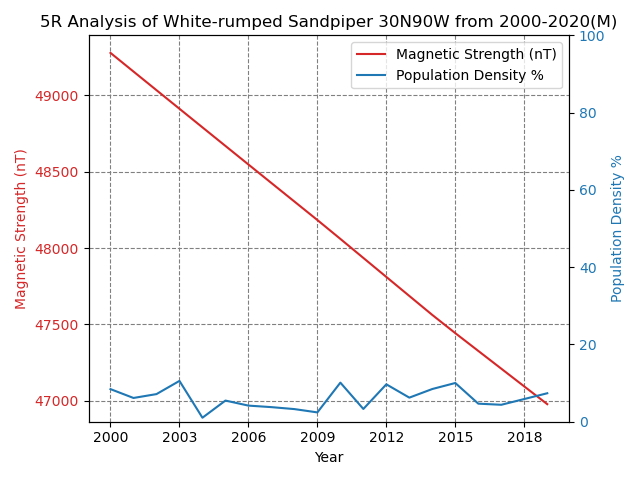 5R Analysis of White-rumped Sandpiper 30N90W from 2000-2020(M)
Magnetic Strength (nT)
Population Density %
49000
48500
48000
47500
47000
Magnetic Strength (nT)
100
80
60
40
20
0
Population Density %
2000 2003 2006 2009 2012 2015 2018
Year